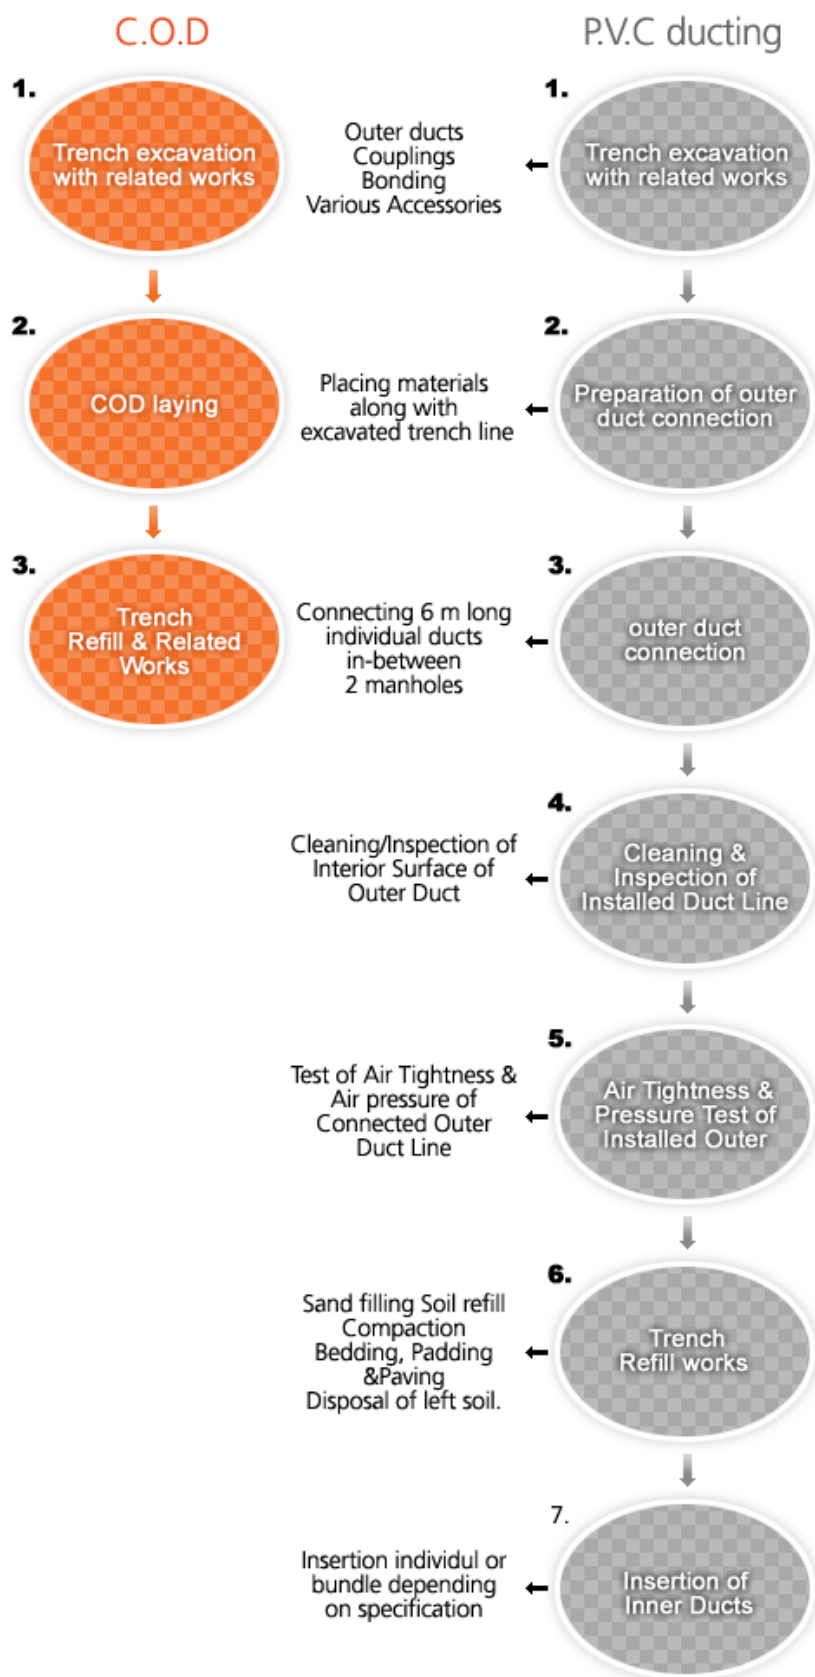 C.O.D
P.V.C ducting
1.
Trench excavation
with related works
Outer ducts
Couplings
Bonding
Various Accessories
1.
Trench excavation
with related works
2.
COD laying
Placing materials
along with
excavated trench line
2.
Preparation of outer
duct connection
3.
Trench
Refill & Related
Works
Connecting 6 m long
individual ducts
in-between
2 manholes
3.
outer duct
connection
Cleaning/Inspection of
Interior Surface of
Outer Duct
4.
Cleaning &
Inspection of
Installed Duct Line
Test of Air Tightness &
Air pressure of
Connected Outer
Duct Line
5.
Air Tightness &
Pressure Test of
Installed Outer
Sand filling Soil refill
Compaction
Bedding, Padding
&Paving
Disposal of left soil.
6.
Trench
Refill works
Insertion individul or
bundle depending
on specification
7.
Insertion of
Inner Ducts